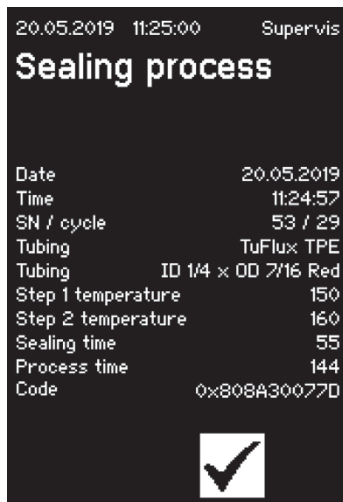 20.05.2019 11:25:00 Supervis
Sealing process
Date 20.05.2019
Time 11:24:57
SN / cycle 53 / 29
Tubing TuFlux TPE
Tubing ID 1/4 x OD 7/16 Red
Step 1 temperature 150
Step 2 temperature 160
Sealing time 55
Process time 144
Code 0x808A30077D